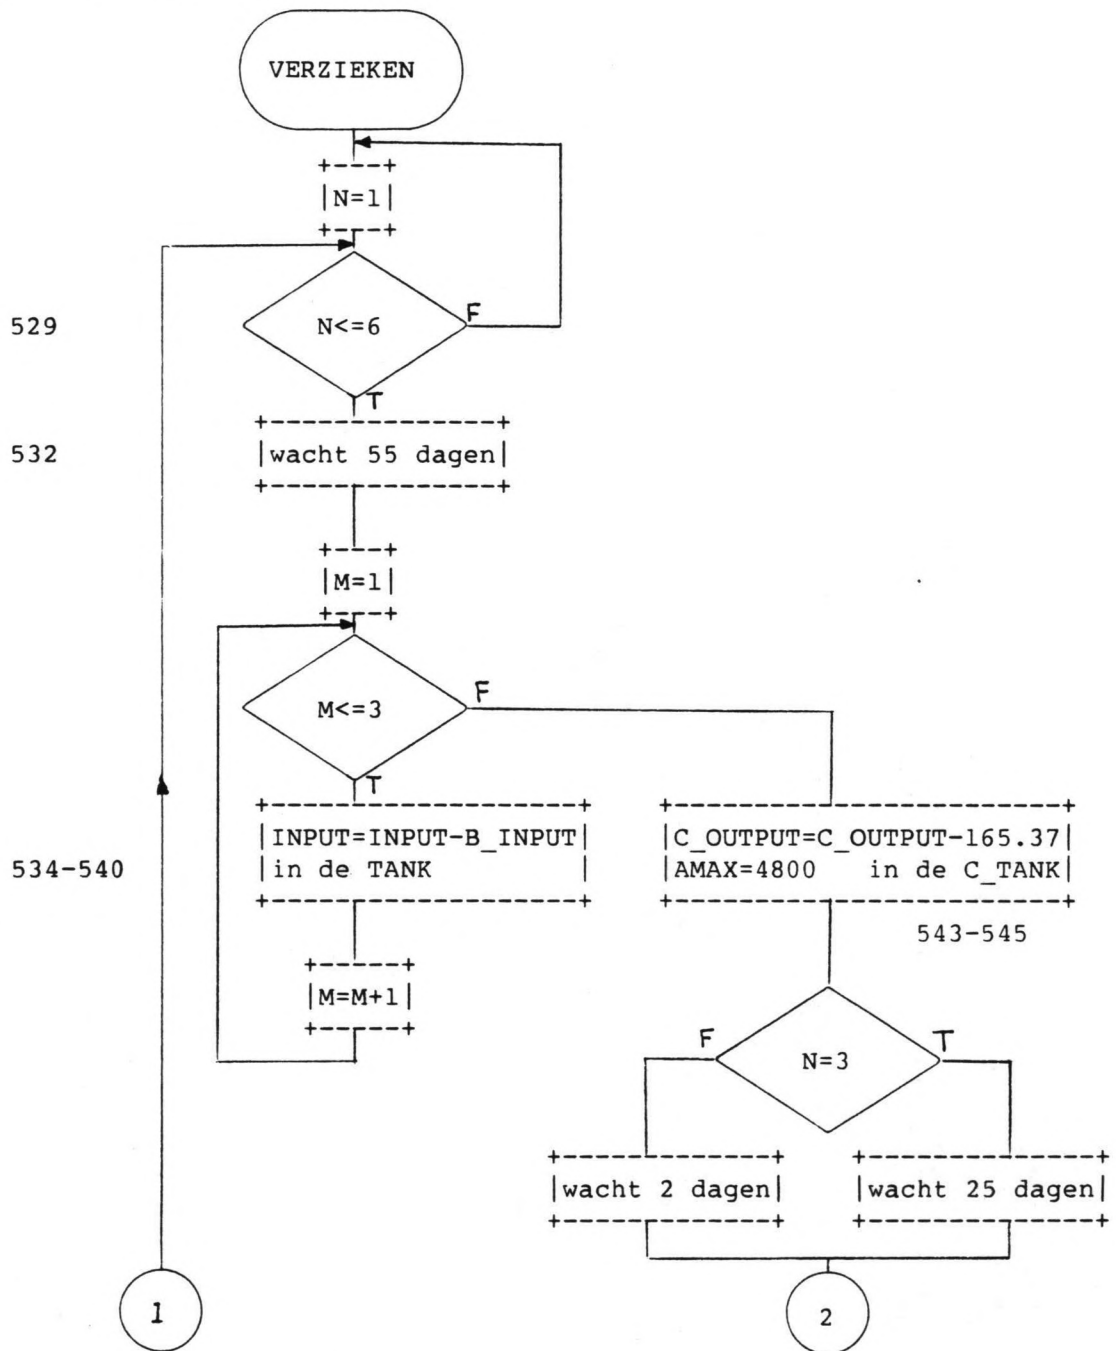 VERZIEKEN
N=1
529
N<=6
F
T
532
wacht 55 dagen
M=1
M<=3
F
T
534-540
INPUT=INPUT-B_INPUT
in de TANK
C_OUTPUT=C_OUTPUT-165.37
AMAX=4800 in de C_TANK
543-545
M=M+1
F
N=3
T
wacht 2 dagen
wacht 25 dagen
1
2